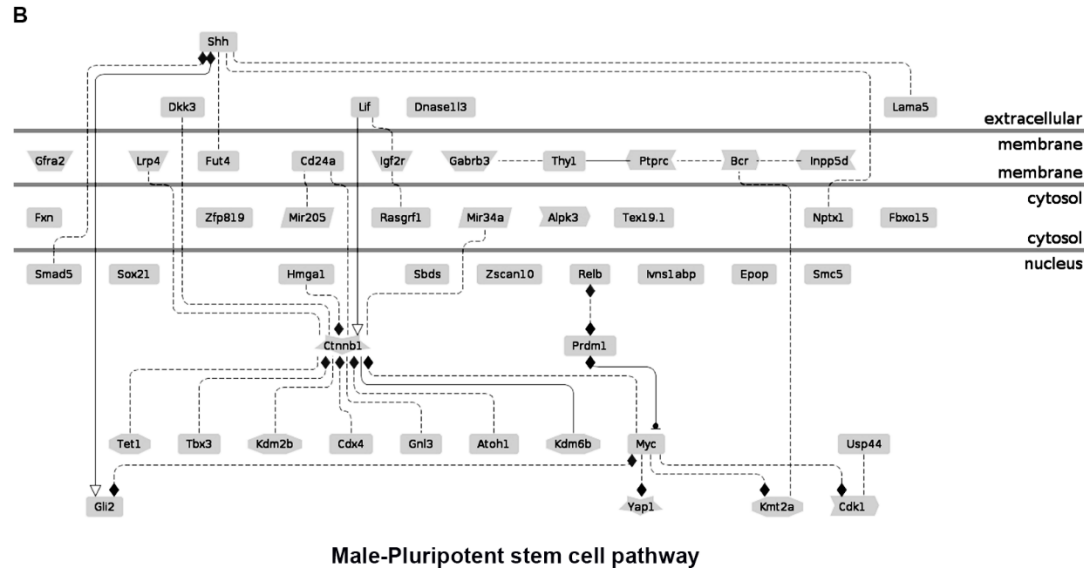 B
Shh
Dkk3 Lif Dnase1l3 Lama5
extracellular
membrane
Gfra2 Lrp4 Fut4 Cd24a Igf2r Gabrb3 Thy1 Ptprc Bcr Inpp5d
membrane
cytosol
Fxn Zfp819 Mir205 Rasgrf1 Mir34a Alpk3 Tex19.1 Nptx1 Fbxo15
cytosol
nucleus
Smad5 Sox21 Hmga1 Sbds Zscan10 Relb Ivns1abp Epop Smc5
Ctnnb1 Prdm1
Tet1 Tbx3 Kdm2b Cdx4 Gnl3 Atoh1 Kdm6b Myc Usp44
Gli2 Yap1 Kmt2a Cdk1
Male-Pluripotent stem cell pathway